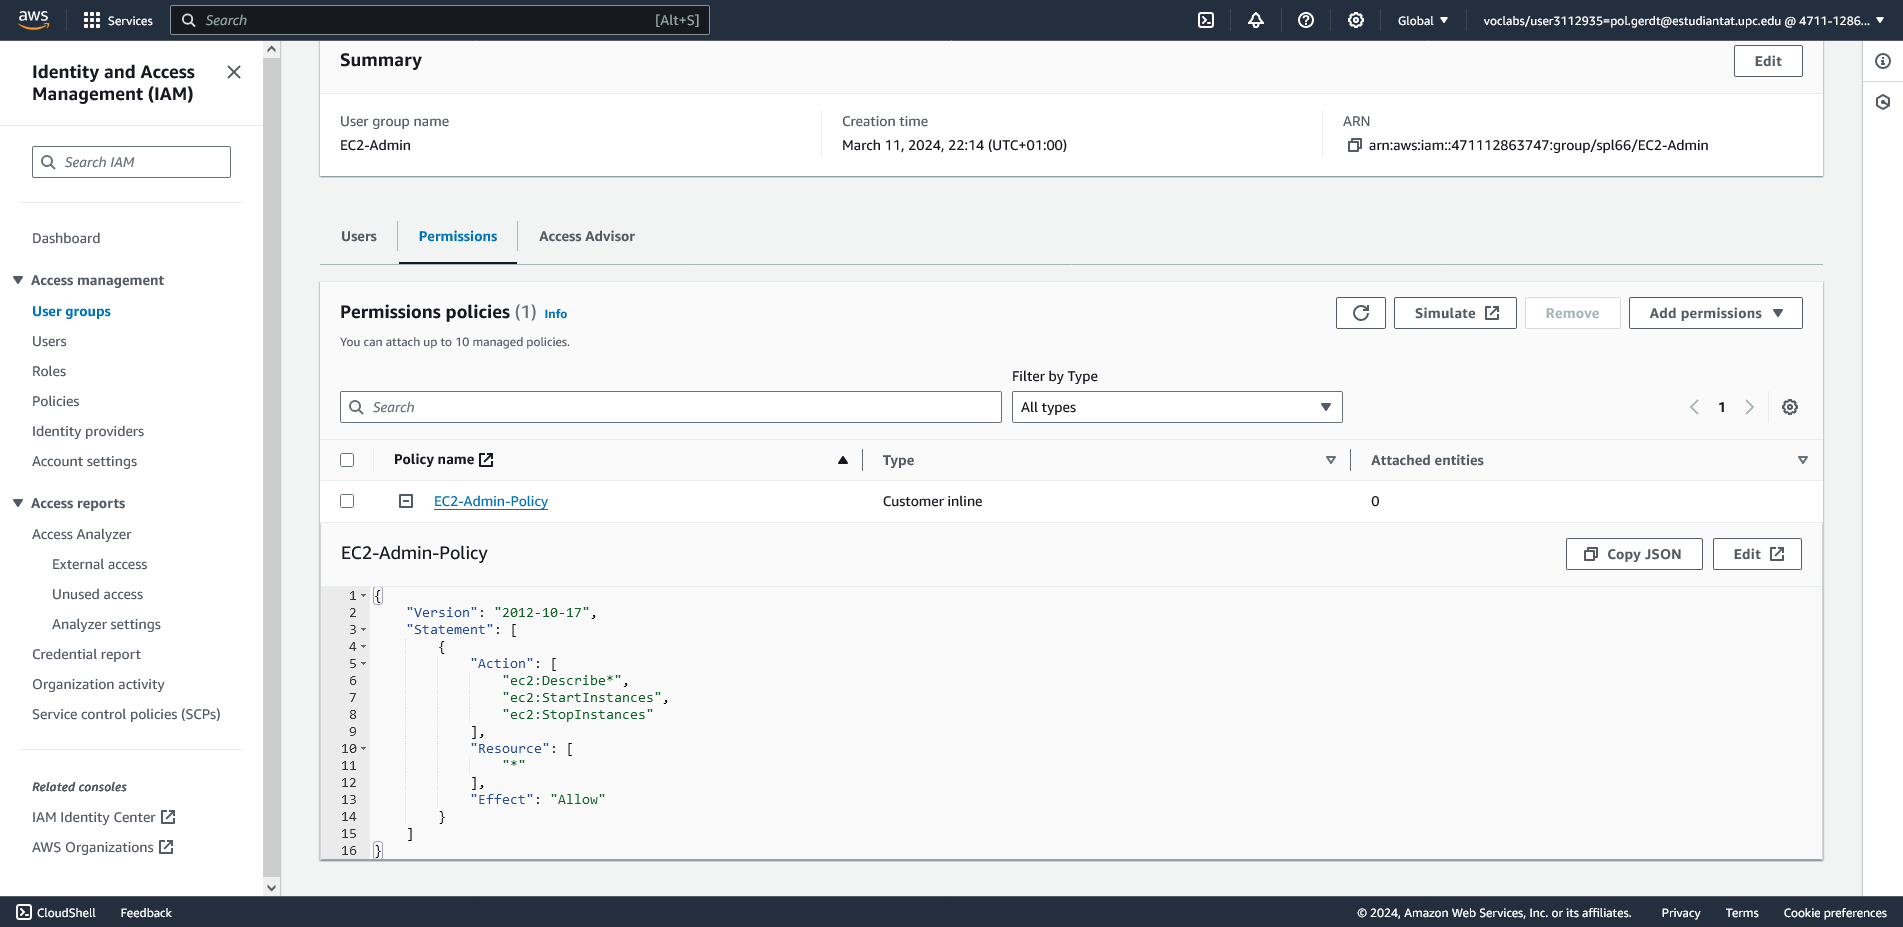 aws
Services
Search
[Alt+S]
Global
voclabs/user3112935=pol.gerdt@estudiantat.upc.edu @ 4711-1286...
Identity and Access
Management (IAM)
Search IAM
Dashboard
Access management
User groups
Users
Roles
Policies
Identity providers
Account settings
Access reports
Access Analyzer
External access
Unused access
Analyzer settings
Credential report
Organization activity
Service control policies (SCPs)
Related consoles
IAM Identity Center
AWS Organizations
Summary
Edit
User group name
EC2-Admin
Creation time
March 11, 2024, 22:14 (UTC+01:00)
ARN
arn:aws:iam::471112863747:group/spl66/EC2-Admin
Users
Permissions
Access Advisor
Permissions policies (1) Info
You can attach up to 10 managed policies.
Simulate
Remove
Add permissions
Filter by Type
Search
All types
1
Policy name
Type
Attached entities
EC2-Admin-Policy
Customer inline
0
EC2-Admin-Policy
Copy JSON
Edit
1 {
2 "Version": "2012-10-17",
3 "Statement": [
4 {
5 "Action": [
6 "ec2:Describe*",
7 "ec2:StartInstances",
8 "ec2:StopInstances"
9 ],
10 "Resource": [
11 "*"
12 ],
13 "Effect": "Allow"
14 }
15 ]
16 }
CloudShell
Feedback
© 2024, Amazon Web Services, Inc. or its affiliates.
Privacy
Terms
Cookie preferences